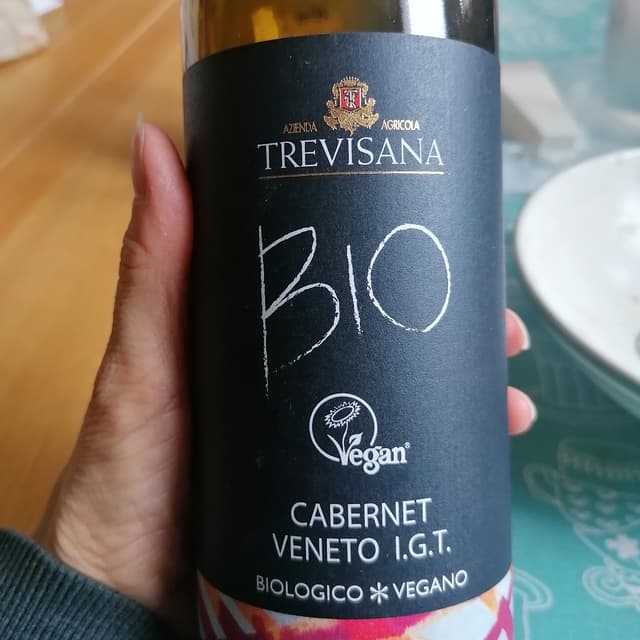 AZIENDA AGRICOLA
TREVISANA
BIO
Vegan®
CABERNET
VENETO I.G.T.
BIOLOGICO * VEGANO